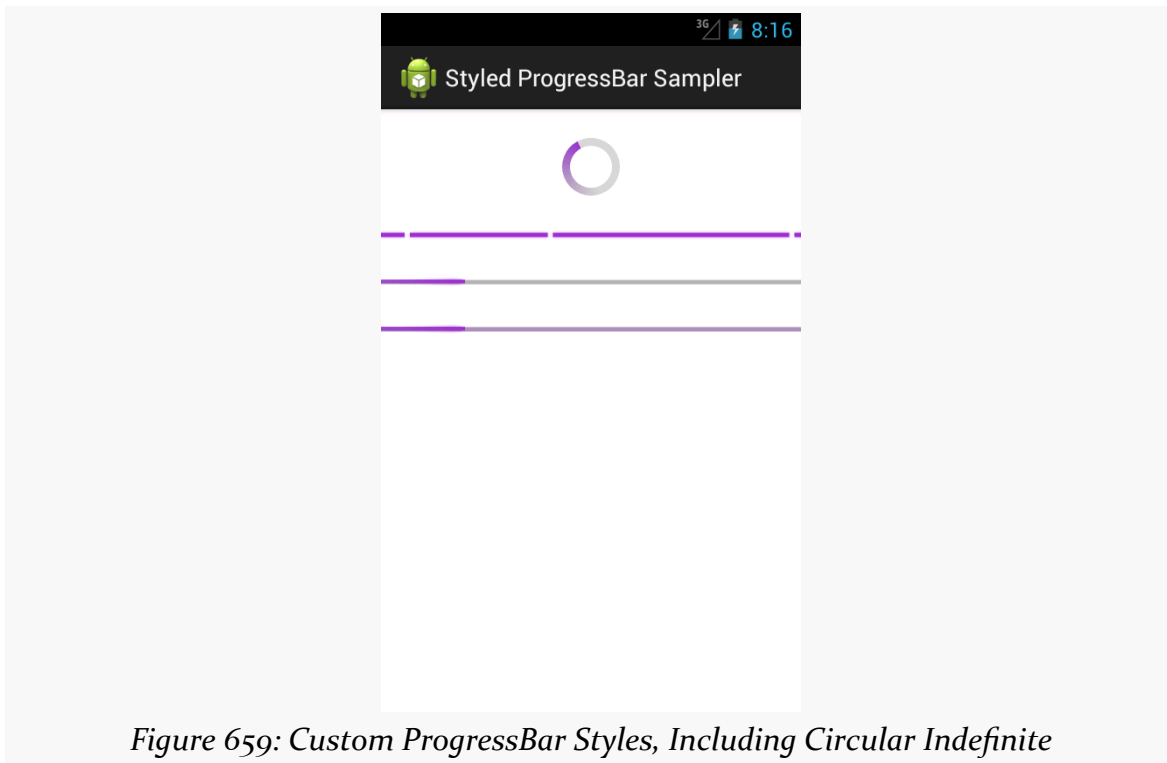 3G 8:16
Styled ProgressBar Sampler
Figure 659: Custom ProgressBar Styles, Including Circular Indefinite